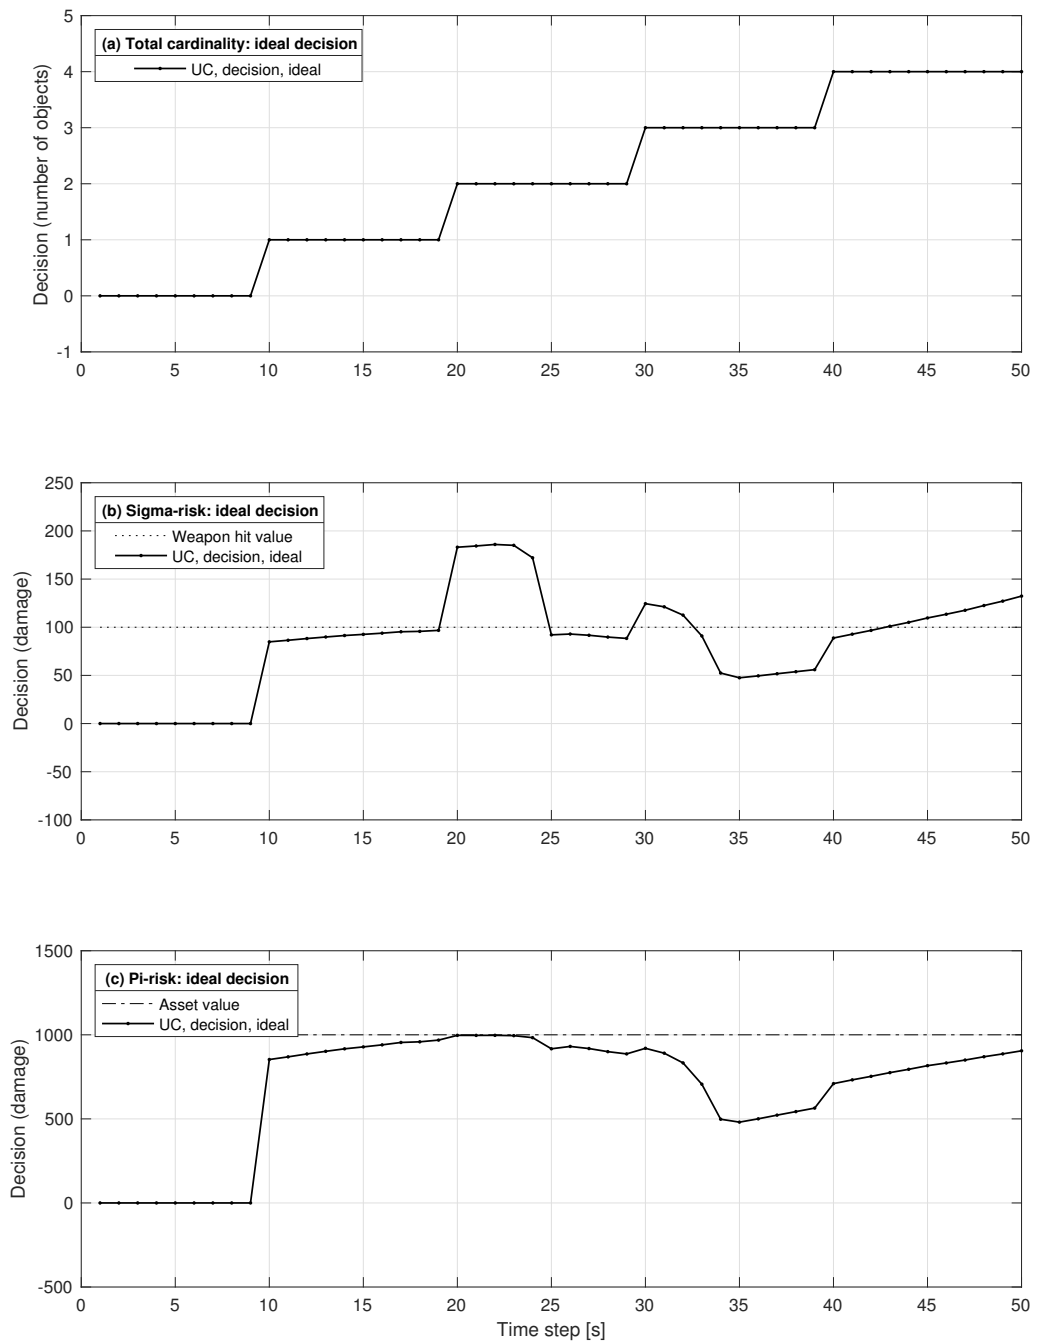 5
4
3
2
1
0
-1
Decision (number of objects)
(a) Total cardinality: ideal decision
UC, decision, ideal
0 5 10 15 20 25 30 35 40 45 50
250
200
150
100
50
0
-50
-100
Decision (damage)
(b) Sigma-risk: ideal decision
Weapon hit value
UC, decision, ideal
0 5 10 15 20 25 30 35 40 45 50
1500
1000
500
0
-500
Decision (damage)
(c) Pi-risk: ideal decision
Asset value
UC, decision, ideal
0 5 10 15 20 25 30 35 40 45 50
Time step [s]